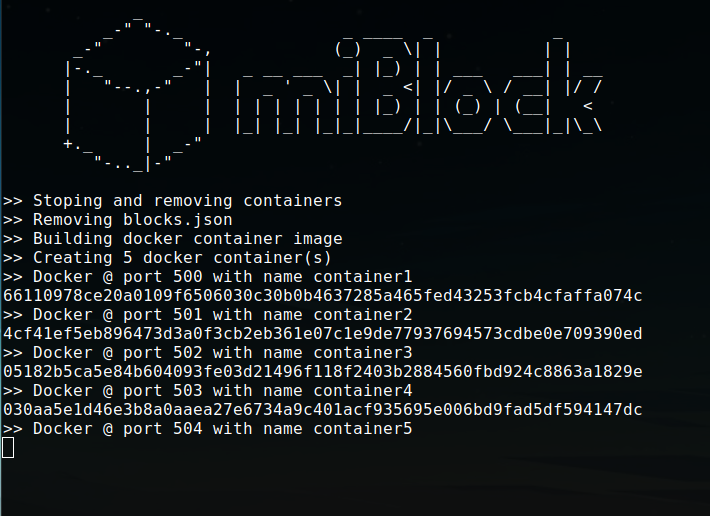 miBlock
>> Stoping and removing containers
>> Removing blocks.json
>> Building docker container image
>> Creating 5 docker container(s)
>> Docker @ port 500 with name container1
66110978ce20a0109f6506030c30b0b4637285a465fed43253fcb4cfaffa074c
>> Docker @ port 501 with name container2
4cf41ef5eb896473d3a0f3cb2eb361e07c1e9de77937694573cdbe0e709390ed
>> Docker @ port 502 with name container3
05182b5ca5e84b604093fe03d21496f118f2403b2884560fbd924c8863a1829e
>> Docker @ port 503 with name container4
030aa5e1d46e3b8a0aaea27e6734a9c401acf935695e006bd9fad5df594147dc
>> Docker @ port 504 with name container5